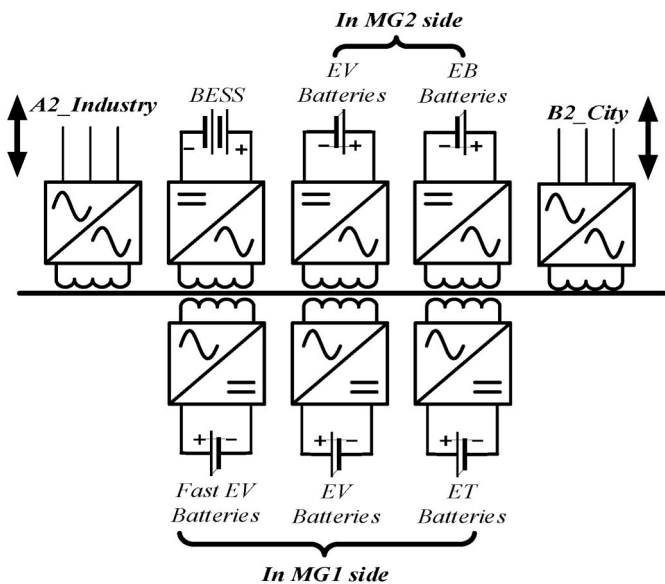 In MG2 side
A2_Industry
BESS
EV
Batteries
EB
Batteries
B2_City
- +
- +
- +
+ -
+ -
+ -
Fast EV
Batteries
EV
Batteries
ET
Batteries
In MG1 side